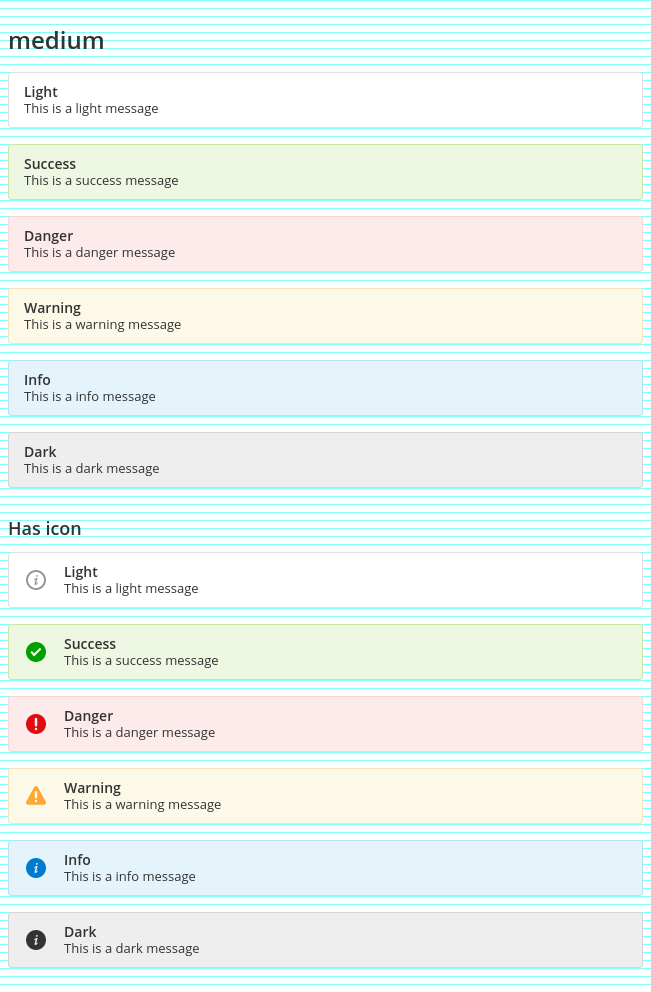 medium
Light
This is a light message
Success
This is a success message
Danger
This is a danger message
Warning
This is a warning message
Info
This is a info message
Dark
This is a dark message
Has icon
Light
This is a light message
Success
This is a success message
Danger
This is a danger message
Warning
This is a warning message
Info
This is a info message
Dark
This is a dark message